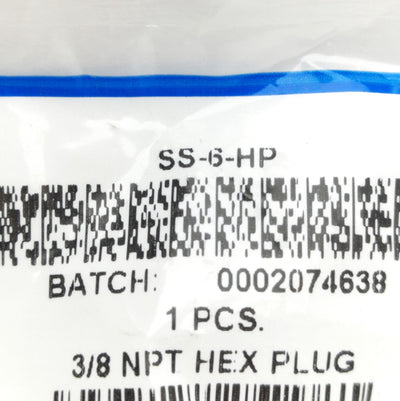 SS-6-HP
BATCH: 0002074638
1 PCS.
3/8 NPT HEX PLUG